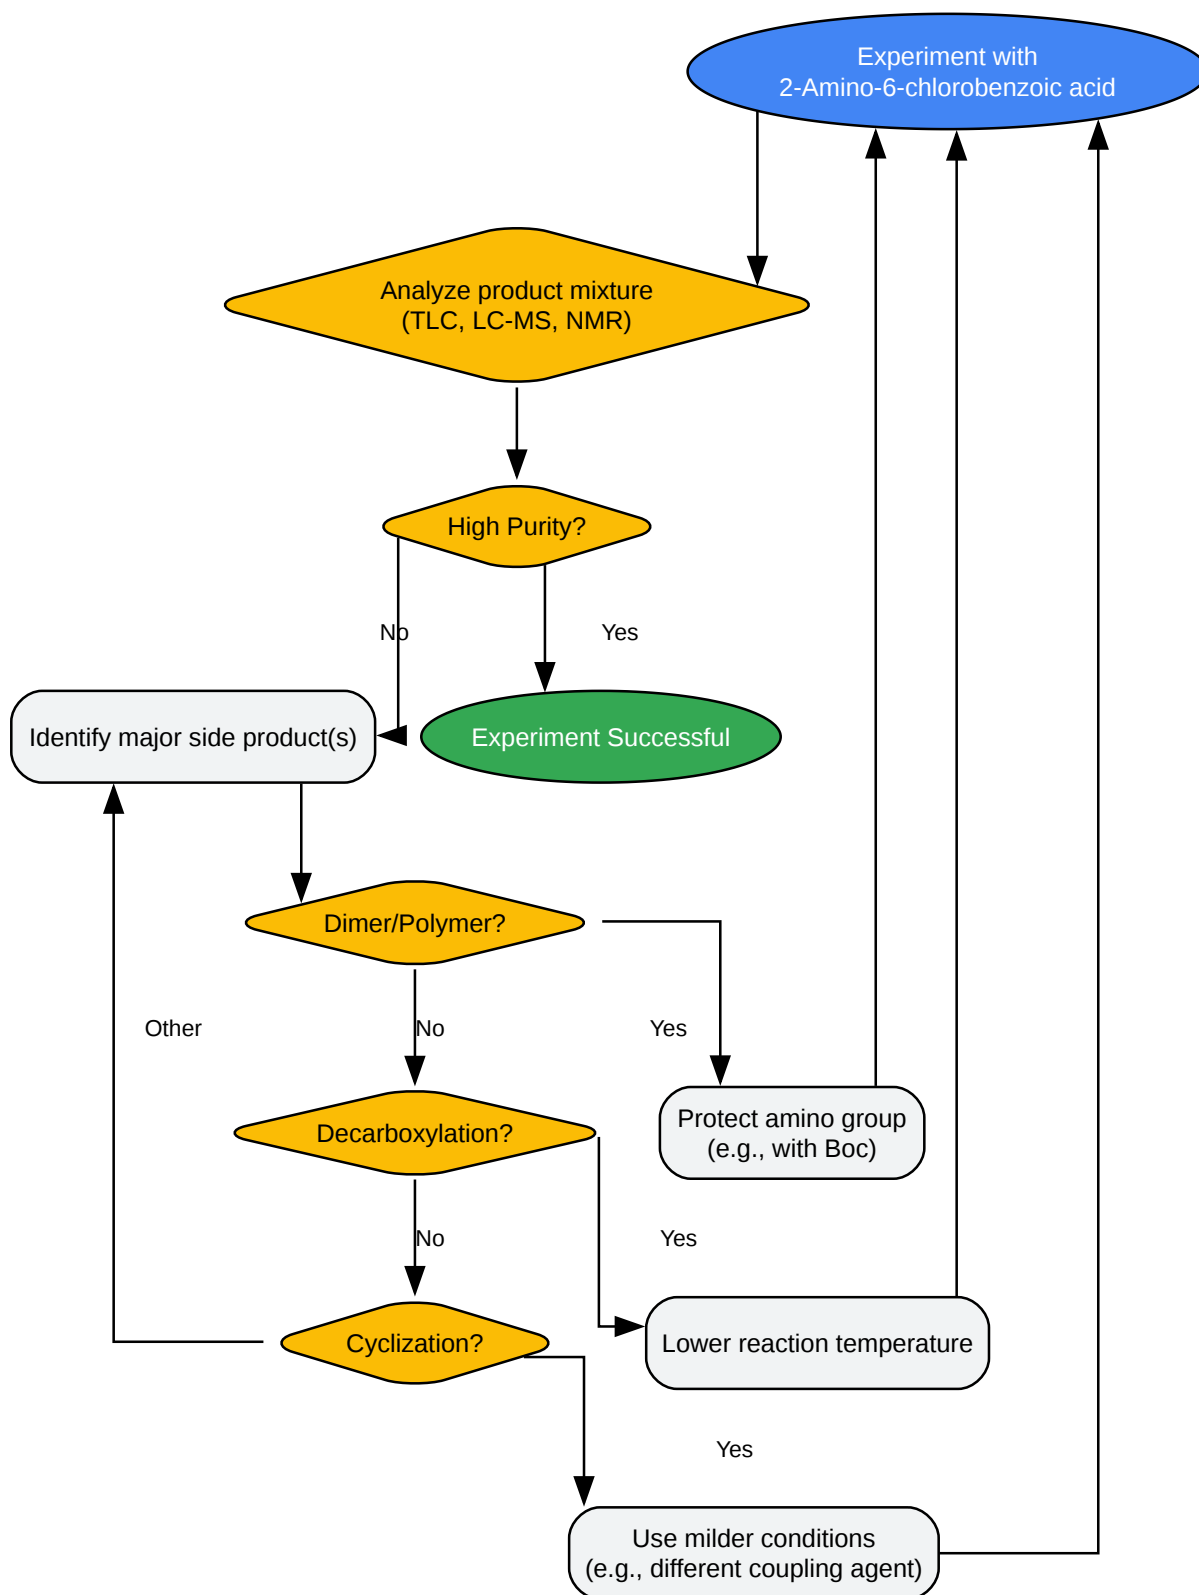 Experiment with
2-Amino-6-chlorobenzoic acid
Analyze product mixture
(TLC, LC-MS, NMR)
High Purity?
No
Yes
Identify major side product(s)
Experiment Successful
Dimer/Polymer?
Other
No
Yes
Protect amino group
(e.g., with Boc)
Decarboxylation?
No
Yes
Lower reaction temperature
Cyclization?
Yes
Use milder conditions
(e.g., different coupling agent)